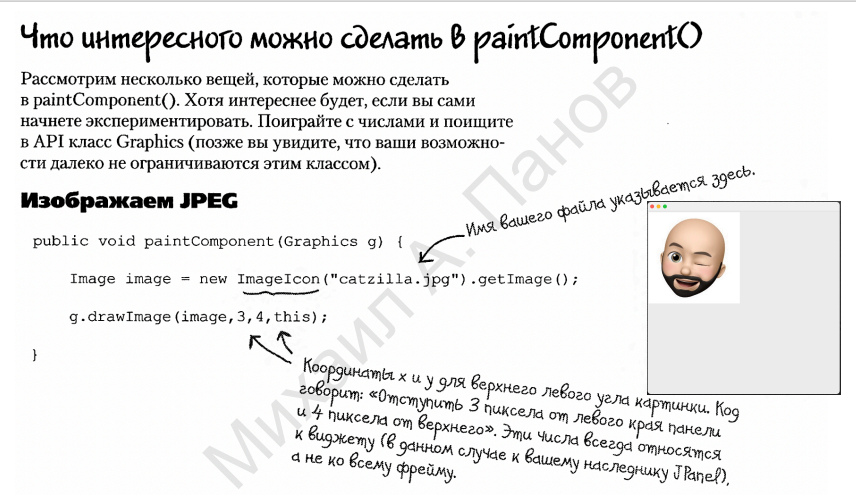 Что интересного можно сделать в paintComponent()
Рассмотрим несколько вещей, которые можно сделать
в paintComponent(). Хотя интереснее будет, если вы сами
начнете экспериментировать. Поиграйте с числами и поищите
в API класс Graphics (позже вы увидите, что ваши возможно-
сти далеко не ограничиваются этим классом).
Изображаем JPEG
Имя вашего файла указывается здесь.
public void paintComponent(Graphics g) {
Image image = new ImageIcon("catzilla.jpg").getImage();
g.drawImage(image,3,4,this);
}
Координаты x и y для верхнего левого угла картинки. Код
говорит: «Отступить 3 пиксела от левого края панели
и 4 пиксела от верхнего». Эти числа всегда относятся
к виджету (в данном случае к вашему наследнику JPanel),
а не ко всему фрейму.
Михаил А. Панов